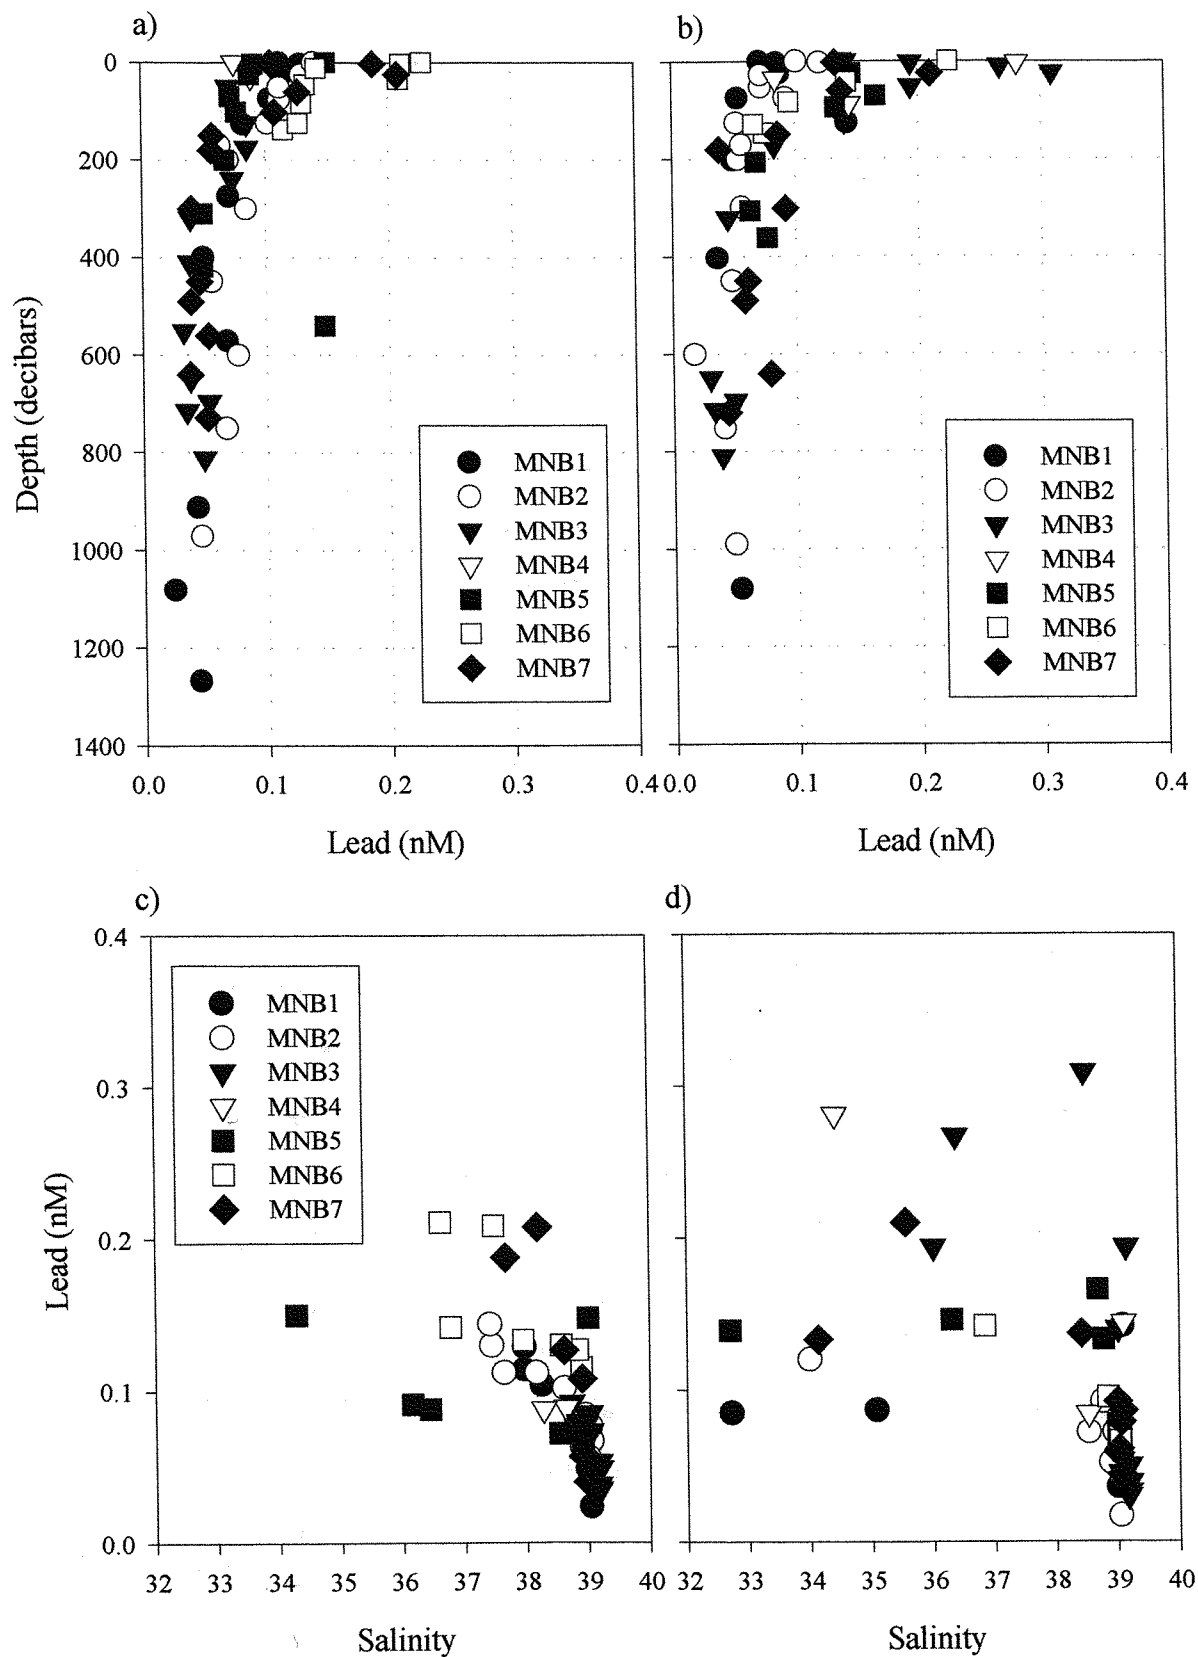 a)
b)
0
200
400
600
800
1000
1200
1400
Depth (decibars)
MNB1
MNB2
MNB3
MNB4
MNB5
MNB6
MNB7
MNB1
MNB2
MNB3
MNB4
MNB5
MNB6
MNB7
0.0 0.1 0.2 0.3 0.4
0.0 0.1 0.2 0.3 0.4
Lead (nM)
Lead (nM)
c)
d)
0.4
0.3
0.2
0.1
0.0
Lead (nM)
MNB1
MNB2
MNB3
MNB4
MNB5
MNB6
MNB7
32 33 34 35 36 37 38 39 40
32 33 34 35 36 37 38 39 40
Salinity
Salinity